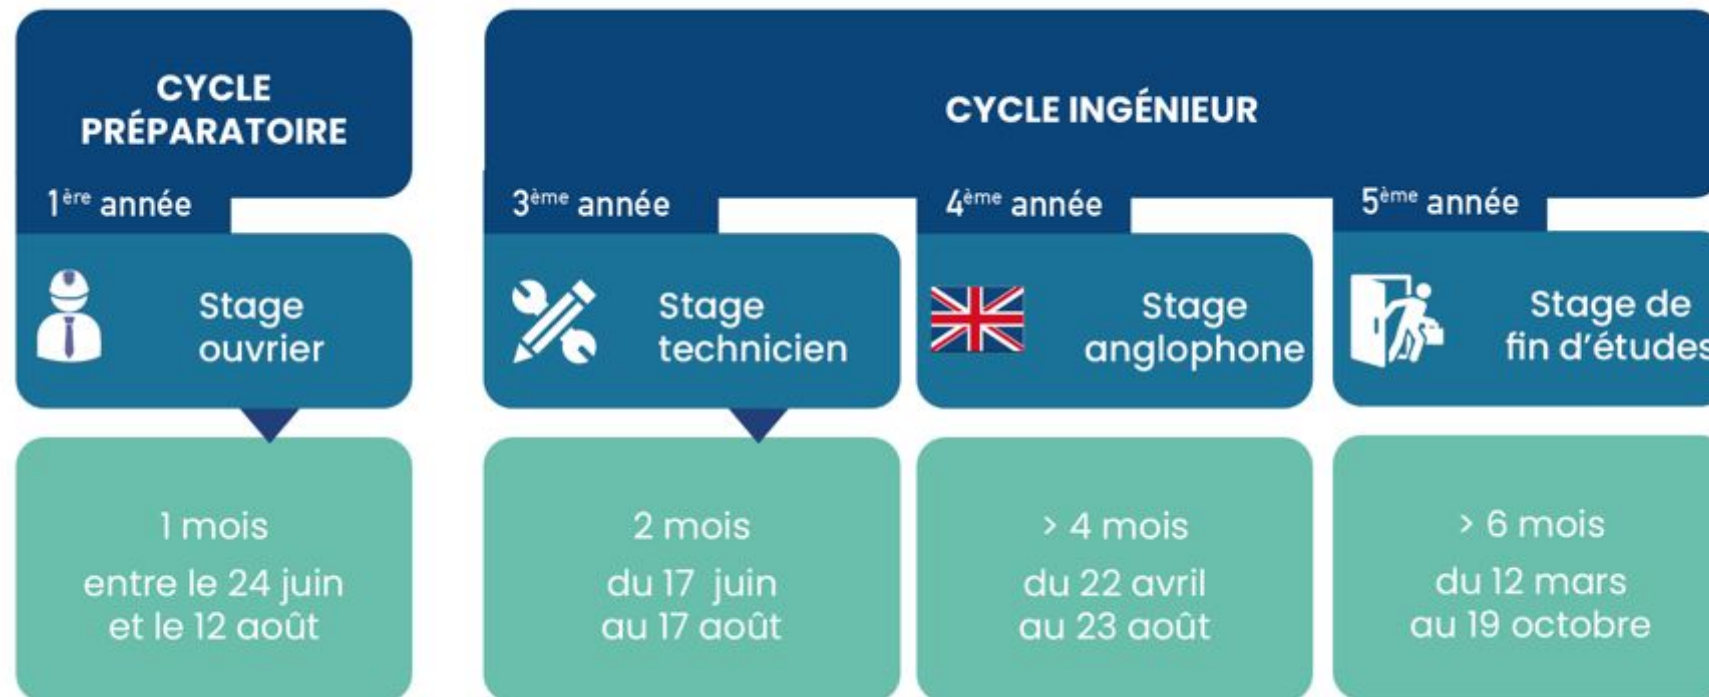 CYCLE
PRÉPARATOIRE
1ère année
Stage
ouvrier
1 mois
entre le 24 juin
et le 12 août
CYCLE INGÉNIEUR
3ème année
Stage
technicien
2 mois
du 17 juin
au 17 août
4ème année
Stage
anglophone
> 4 mois
du 22 avril
au 23 août
5ème année
Stage de
fin d'études
> 6 mois
du 12 mars
au 19 octobre